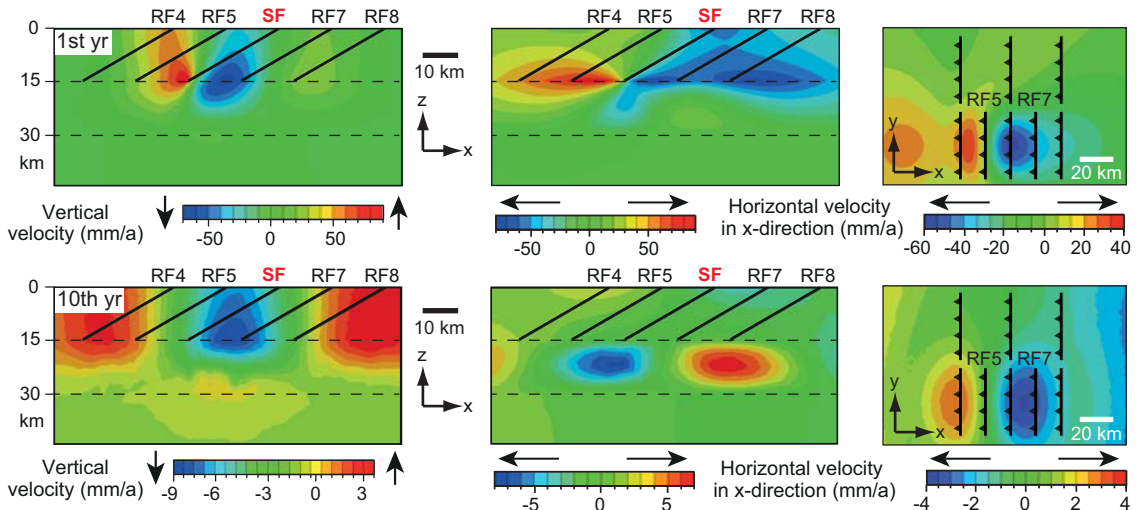 RF4 RF5 SF RF7 RF8
1st yr
0
15
30
km
10 km
z
x
Vertical
velocity (mm/a)
-50 0 50
RF4 RF5 SF RF7 RF8
Horizontal velocity
in x-direction (mm/a)
-50 0 50
RF5 RF7
y
x
20 km
-60 -40 -20 0 20 40
RF4 RF5 SF RF7 RF8
10th yr
0
15
30
km
10 km
z
x
Vertical
velocity (mm/a)
-9 -6 -3 0 3
RF4 RF5 SF RF7 RF8
Horizontal velocity
in x-direction (mm/a)
-5 0 5
RF5 RF7
y
x
20 km
-4 -2 0 2 4